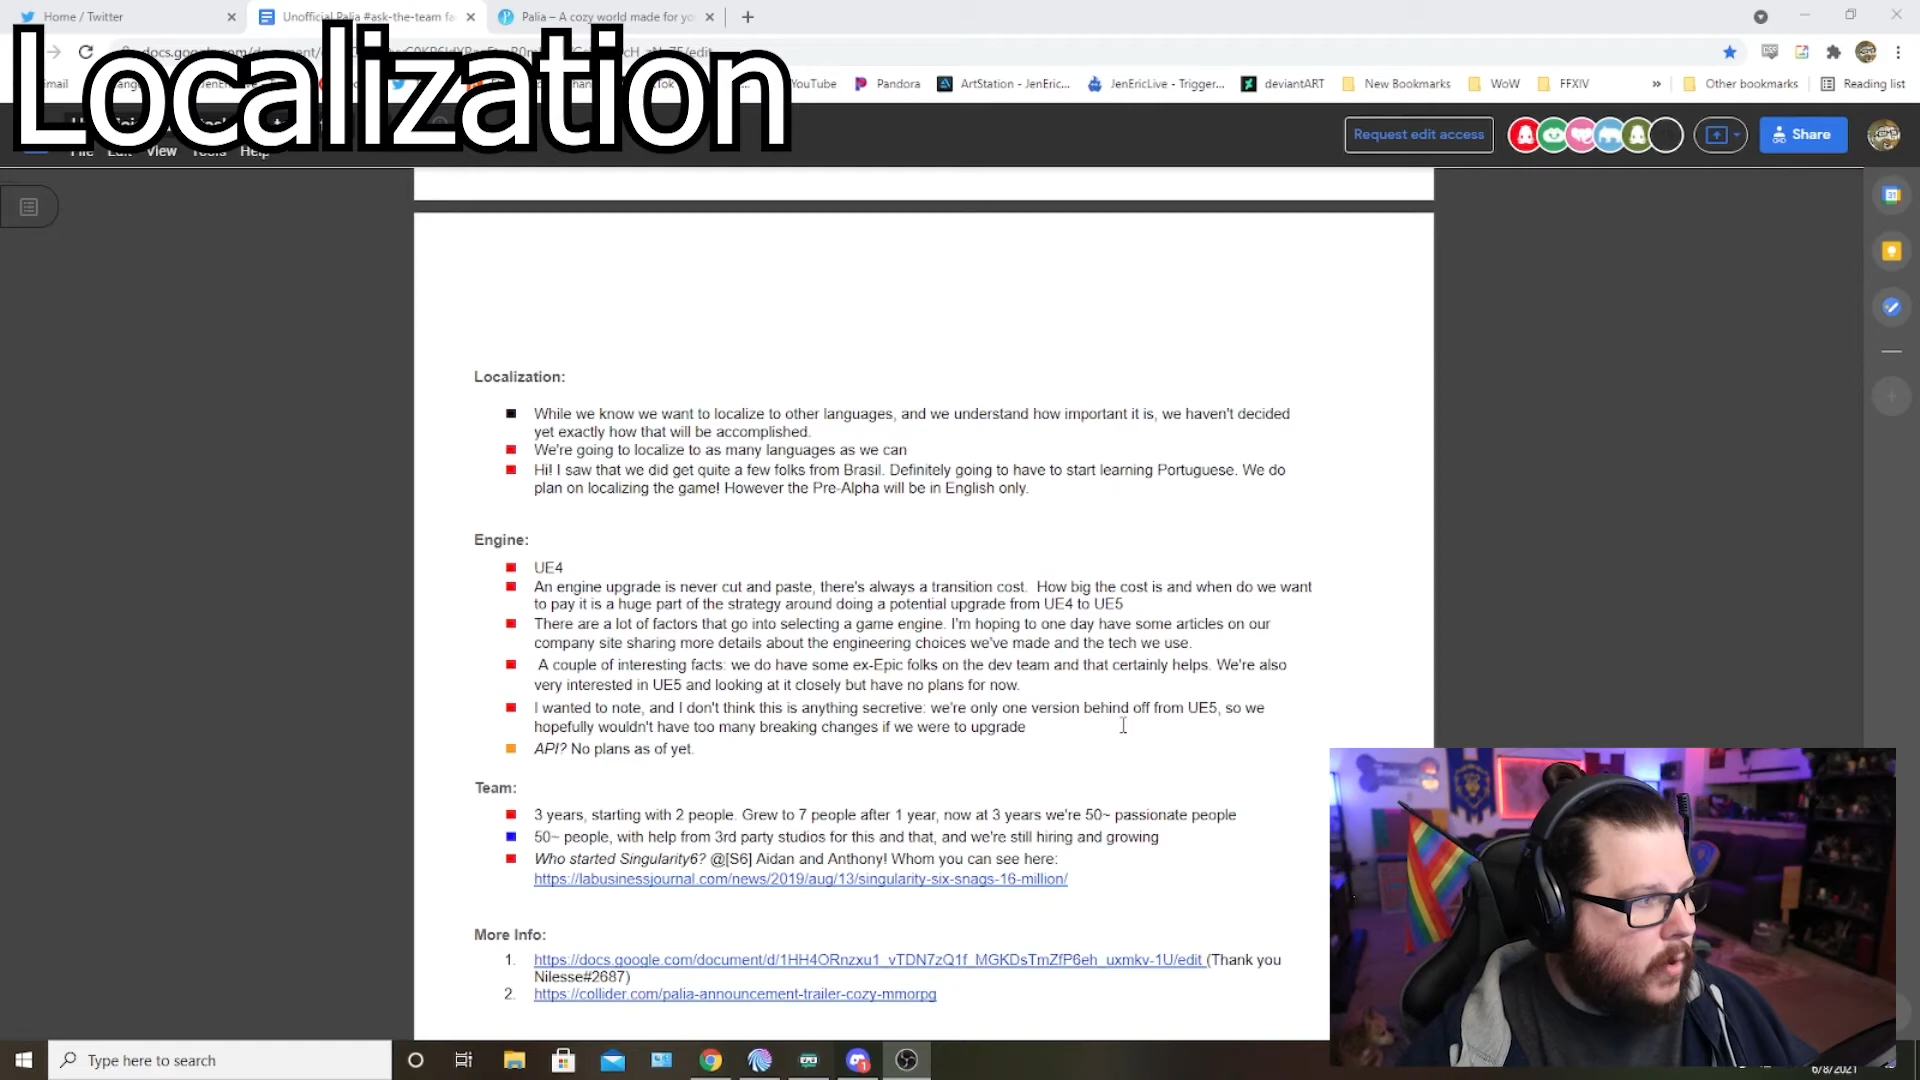 Home / Twitter
Unofficial Palia #ask-the-team fa
Palia – A cozy world made for yo
Localization
YouTube
Pandora
ArtStation - JenEric...
JenEricLive - Trigger...
deviantART
New Bookmarks
WoW
FFXIV
Other bookmarks
Reading list
File Edit View Tools Help
Request edit access
Share
Localization:
While we know we want to localize to other languages, and we understand how important it is, we haven't decided
yet exactly how that will be accomplished.
We're going to localize to as many languages as we can
Hi! I saw that we did get quite a few folks from Brasil. Definitely going to have to start learning Portuguese. We do
plan on localizing the game! However the Pre-Alpha will be in English only.
Engine:
UE4
An engine upgrade is never cut and paste, there's always a transition cost. How big the cost is and when do we want
to pay it is a huge part of the strategy around doing a potential upgrade from UE4 to UE5
There are a lot of factors that go into selecting a game engine. I'm hoping to one day have some articles on our
company site sharing more details about the engineering choices we've made and the tech we use.
A couple of interesting facts: we do have some ex-Epic folks on the dev team and that certainly helps. We're also
very interested in UE5 and looking at it closely but have no plans for now.
I wanted to note, and I don't think this is anything secretive: we're only one version behind off from UE5, so we
hopefully wouldn't have too many breaking changes if we were to upgrade
API? No plans as of yet.
Team:
3 years, starting with 2 people. Grew to 7 people after 1 year, now at 3 years we're 50~ passionate people
50~ people, with help from 3rd party studios for this and that, and we're still hiring and growing
Who started Singularity6? @[S6] Aidan and Anthony! Whom you can see here:
https://labusinessjournal.com/news/2019/aug/13/singularity-six-snags-16-million/
More Info:
1. https://docs.google.com/document/d/1HH4ORnzxu1_vTDN7zQ1f_MGKDsTmZfP6eh_uxmkv-1U/edit (Thank you
Nilesse#2687)
2. https://collider.com/palia-announcement-trailer-cozy-mmorpg
Type here to search
6/8/2021